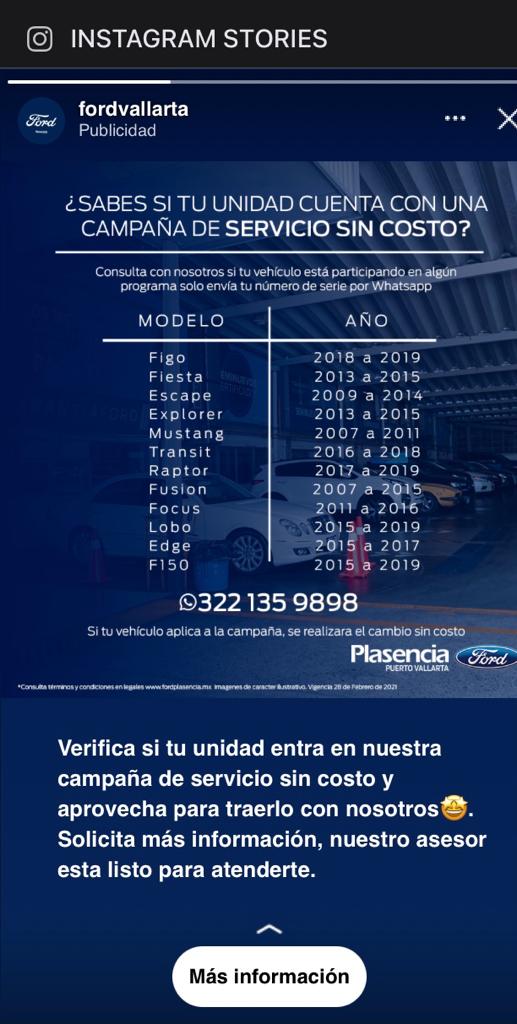 INSTAGRAM STORIES
Ford
fordvallarta
Publicidad
¿SABES SI TU UNIDAD CUENTA CON UNA
CAMPAÑA DE SERVICIO SIN COSTO?
Consulta con nosotros si tu vehículo está participando en algún
programa solo envía tu número de serie por Whatsapp
MODELO AÑO
Figo 2018 a 2019
Fiesta 2013 a 2015
Escape 2009 a 2014
Explorer 2013 a 2015
Mustang 2007 a 2011
Transit 2016 a 2018
Raptor 2017 a 2019
Fusion 2007 a 2015
Focus 2011 a 2016
Lobo 2015 a 2019
Edge 2015 a 2017
F150 2015 a 2019
322 135 9898
Si tu vehículo aplica a la campaña, se realizara el cambio sin costo
Plasencia Ford
PUERTO VALLARTA
*Consulta términos y condiciones en legales www.fordplasencia.mx Imagenes de caracter ilustrativo. Vigencia 28 de Febrero de 2021
Verifica si tu unidad entra en nuestra
campaña de servicio sin costo y
aprovecha para traerlo con nosotros🤩.
Solicita más información, nuestro asesor
esta listo para atenderte.
Más información